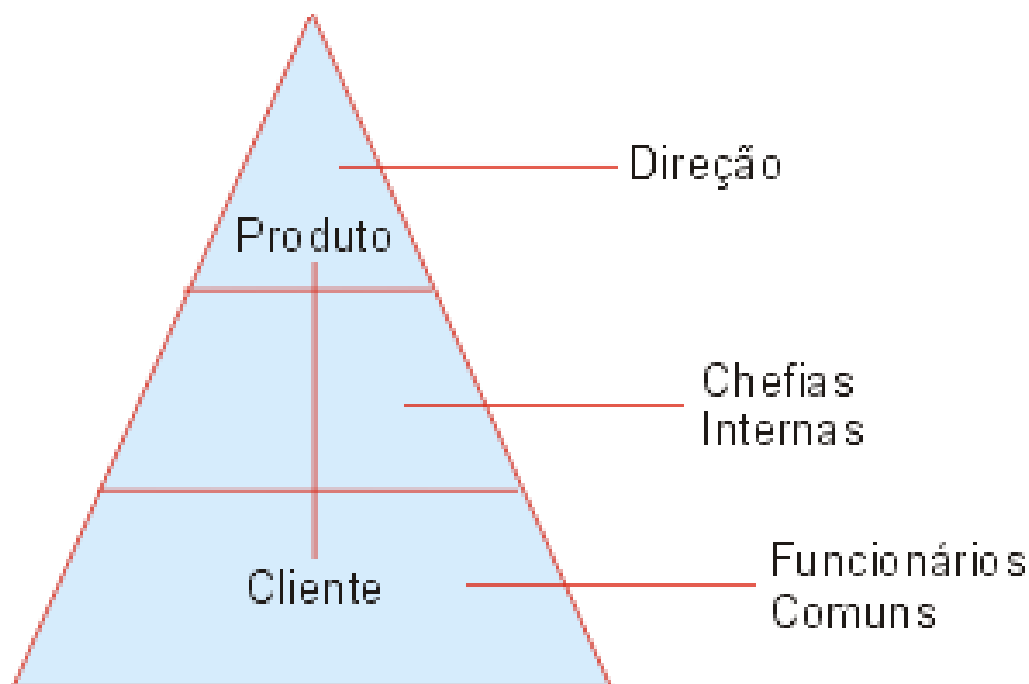 Direção
Produto
Chefias
Internas
Funcionários
Comuns
Cliente